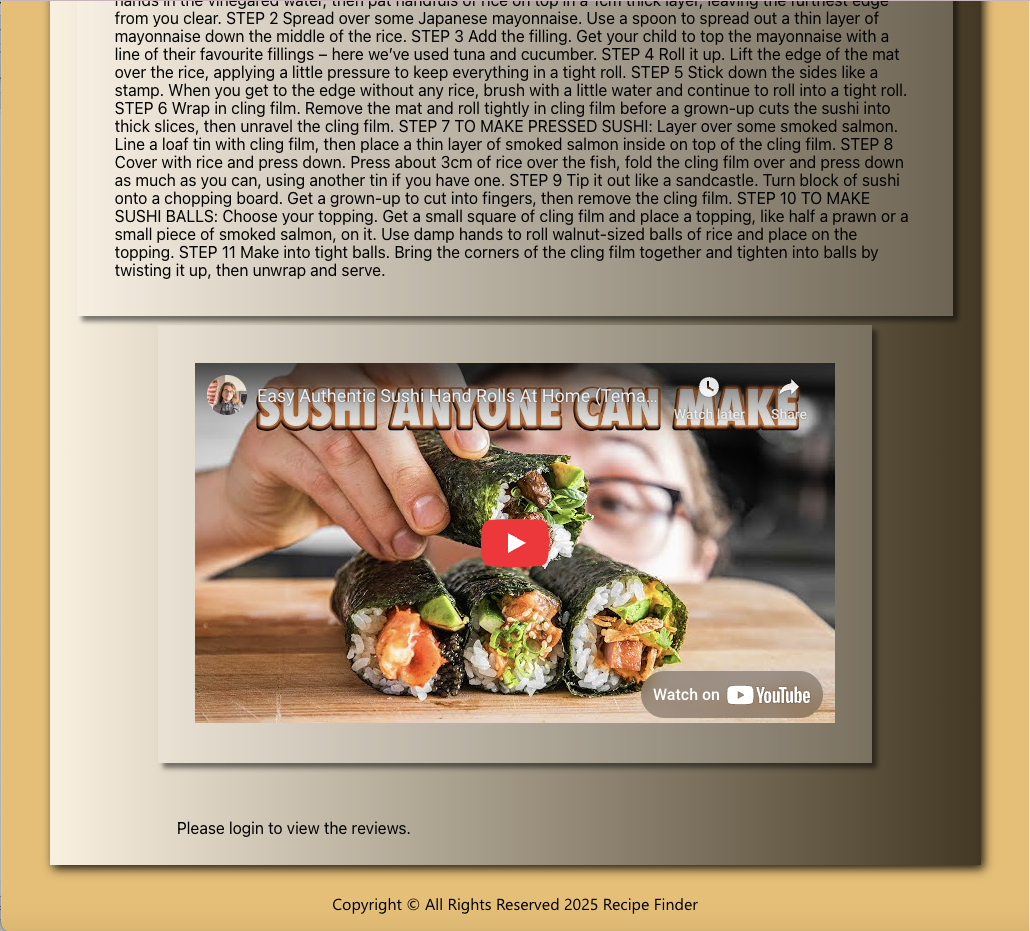 hands in the vinegared water, then pat handfuls of rice on top in a 1cm thick layer, leaving the furthest edge
from you clear. STEP 2 Spread over some Japanese mayonnaise. Use a spoon to spread out a thin layer of
mayonnaise down the middle of the rice. STEP 3 Add the filling. Get your child to top the mayonnaise with a
line of their favourite fillings – here we’ve used tuna and cucumber. STEP 4 Roll it up. Lift the edge of the mat
over the rice, applying a little pressure to keep everything in a tight roll. STEP 5 Stick down the sides like a
stamp. When you get to the edge without any rice, brush with a little water and continue to roll into a tight roll.
STEP 6 Wrap in cling film. Remove the mat and roll tightly in cling film before a grown-up cuts the sushi into
thick slices, then unravel the cling film. STEP 7 TO MAKE PRESSED SUSHI: Layer over some smoked salmon.
Line a loaf tin with cling film, then place a thin layer of smoked salmon inside on top of the cling film. STEP 8
Cover with rice and press down. Press about 3cm of rice over the fish, fold the cling film over and press down
as much as you can, using another tin if you have one. STEP 9 Tip it out like a sandcastle. Turn block of sushi
onto a chopping board. Get a grown-up to cut into fingers, then remove the cling film. STEP 10 TO MAKE
SUSHI BALLS: Choose your topping. Get a small square of cling film and place a topping, like half a prawn or a
small piece of smoked salmon, on it. Use damp hands to roll walnut-sized balls of rice and place on the
topping. STEP 11 Make into tight balls. Bring the corners of the cling film together and tighten into balls by
twisting it up, then unwrap and serve.
Easy Authentic Sushi Hand Rolls At Home (Tema...
SUSHI ANYONE CAN MAKE
Watch later
Share
Watch on YouTube
Please login to view the reviews.
Copyright © All Rights Reserved 2025 Recipe Finder